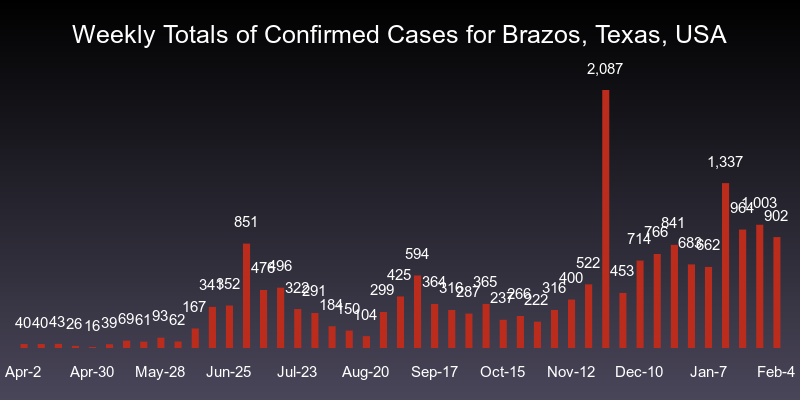 Weekly Totals of Confirmed Cases for Brazos, Texas, USA
40 40 43 26 16 39 69 61 93 62 167 341 352 851 476 496 322 291 184 150 104 299 425 594 364 316 287 365 237 266 222 316 400 522 2,087 453 714 766 841 683 662 1,337 964 1,003 902
Apr-2 Apr-30 May-28 Jun-25 Jul-23 Aug-20 Sep-17 Oct-15 Nov-12 Dec-10 Jan-7 Feb-4